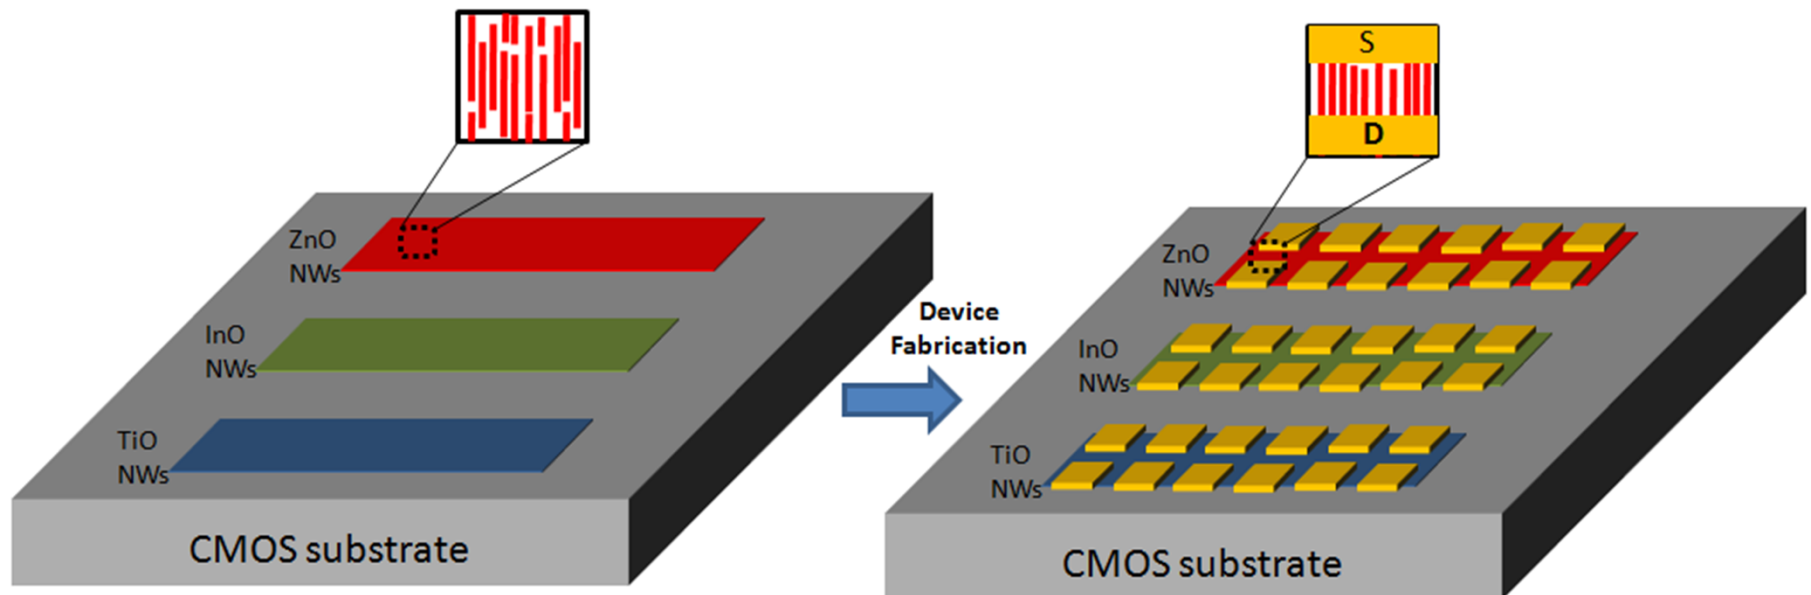 ZnO
NWs
InO
NWs
TiO
NWs
CMOS substrate
Device
Fabrication
S
D
ZnO
NWs
InO
NWs
TiO
NWs
CMOS substrate